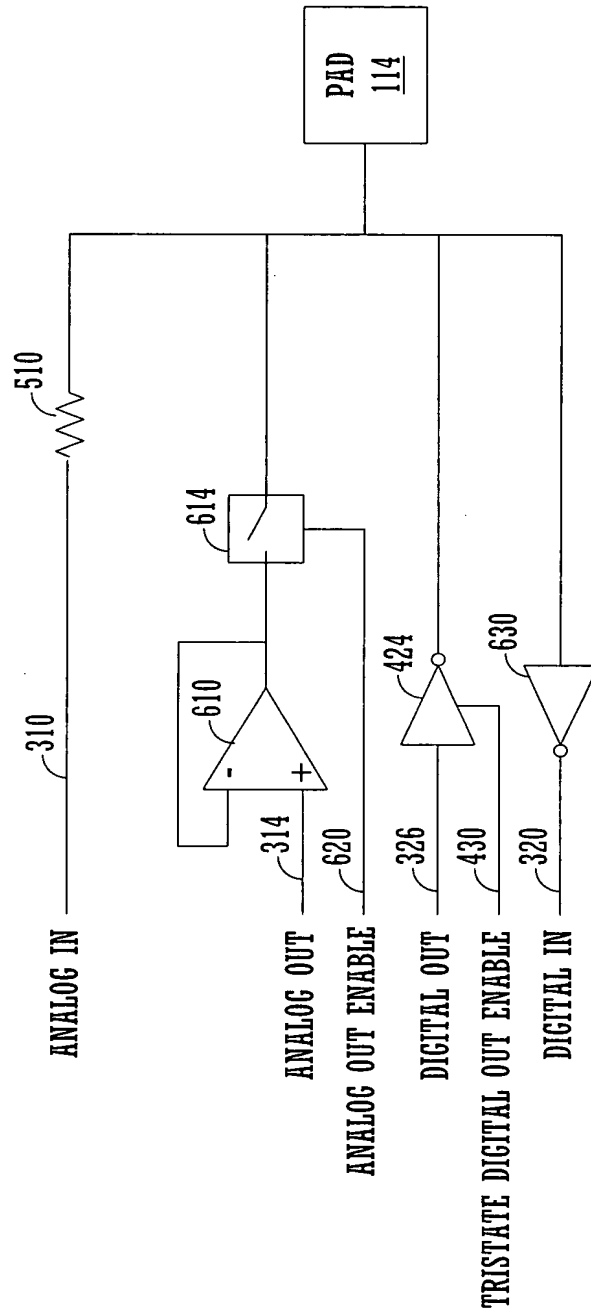 ANALOG IN
310
510
ANALOG OUT
314
-
+
610
614
ANALOG OUT ENABLE
620
DIGITAL OUT
326
424
TRISTATE DIGITAL OUT ENABLE
430
DIGITAL IN
320
630
PAD
114